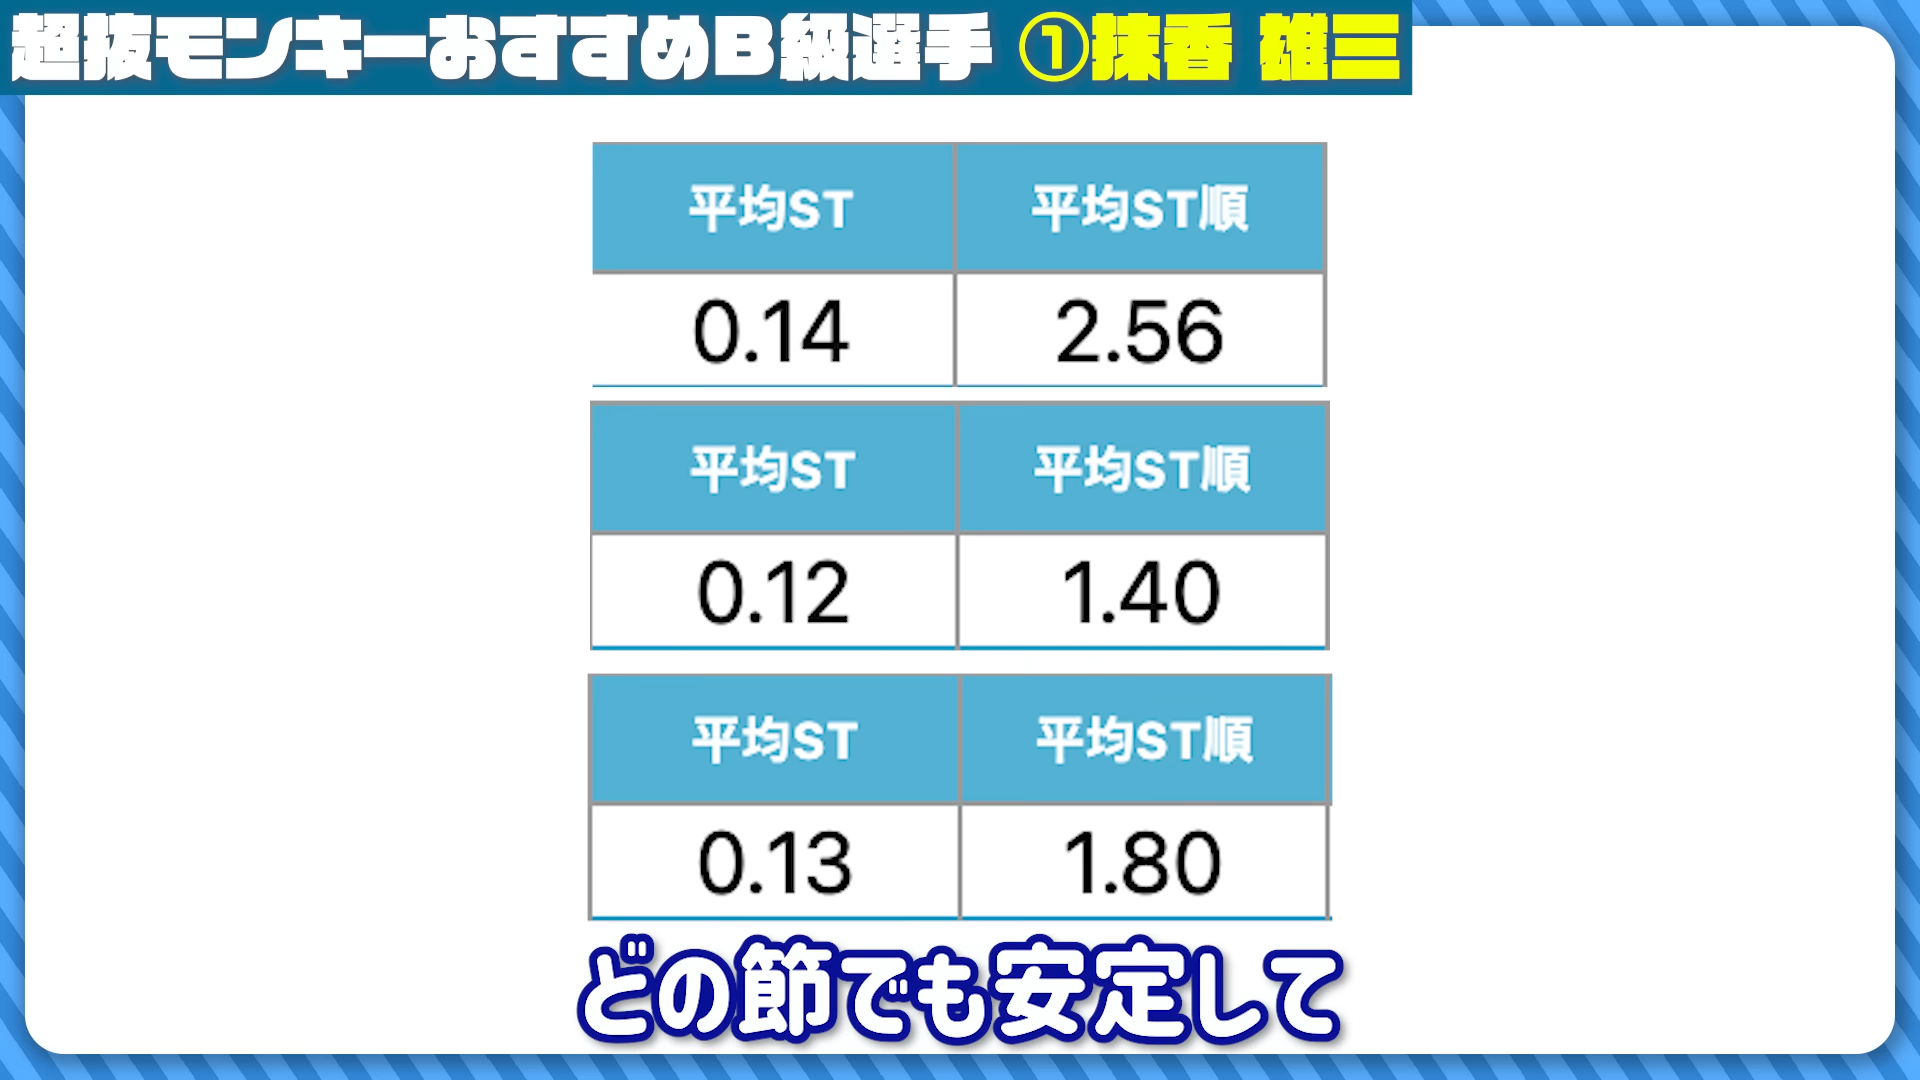 超抜モンキーおすすめB級選手 ①抹香 雄三
平均ST 平均ST順
0.14 2.56
平均ST 平均ST順
0.12 1.40
平均ST 平均ST順
0.13 1.80
どの節でも安定して